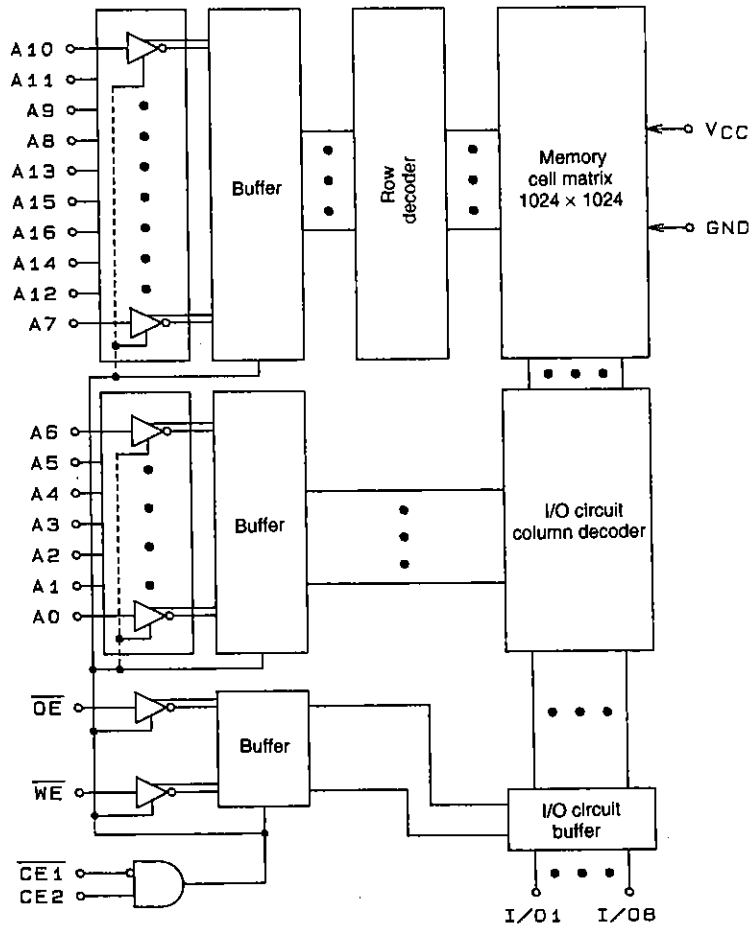 A10
A11
A9
A8
A13
A15
A16
A14
A12
A7
Buffer
Row
decoder
Memory
cell matrix
1024 × 1024
VCC
GND
A6
A5
A4
A3
A2
A1
A0
Buffer
I/O circuit
column decoder
OE
WE
Buffer
I/O circuit
buffer
CE1
CE2
I/O1 I/O8